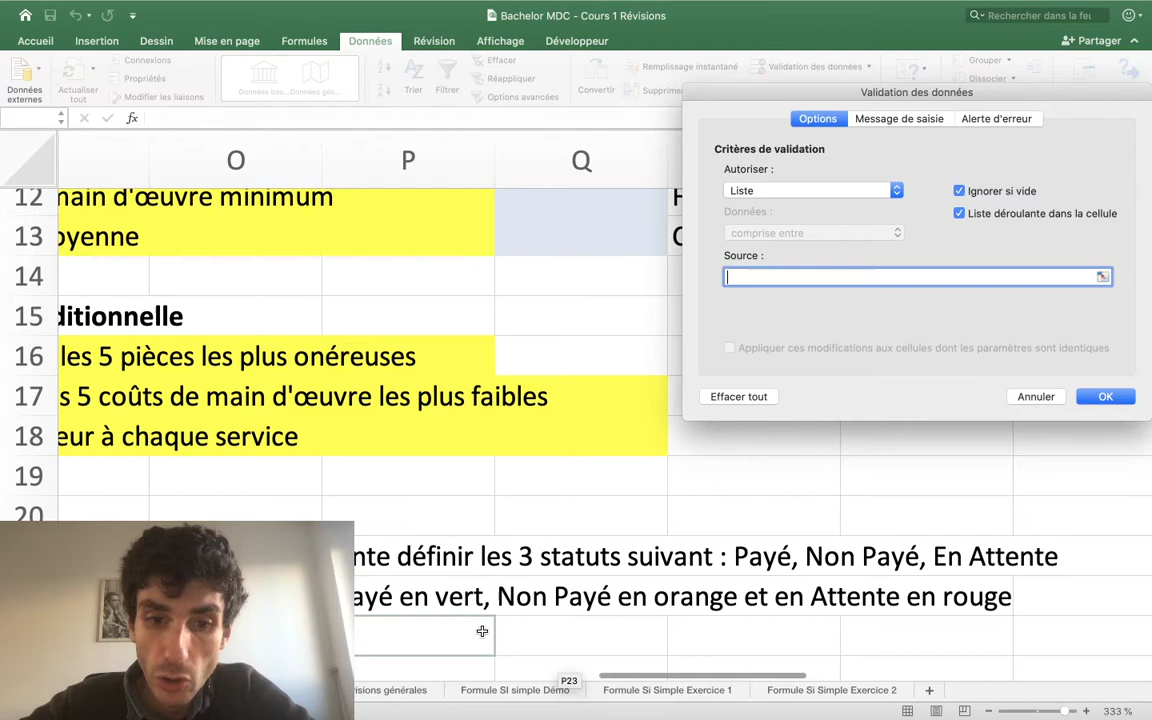 Bachelor MDC - Cours 1 Révisions
Rechercher dans la feu
Accueil Insertion Dessin Mise en page Formules Données Révision Affichage Développeur
Partager
Données externes
Actualiser tout
Connexions
Propriétés
Modifier les liaisons
Données bou... Données géo...
Trier
Filtrer
Effacer
Réappliquer
Options avancées
Convertir
Remplissage instantané
Validation des données
Grouper
Dissocier
fx
Validation des données
Options Message de saisie Alerte d'erreur
Critères de validation
Autoriser :
Liste
Ignorer si vide
Données :
Liste déroulante dans la cellule
comprise entre
Source :
Appliquer ces modifications aux cellules dont les paramètres sont identiques
Effacer tout Annuler OK
O P Q
12 main d'œuvre minimum
13 oyenne
14
15 ditionnelle
16 les 5 pièces les plus onéreuses
17 s 5 coûts de main d'œuvre les plus faibles
18 eur à chaque service
19
20
nte définir les 3 statuts suivant : Payé, Non Payé, En Attente
ayé en vert, Non Payé en orange et en Attente en rouge
P23
visions générales Formule SI simple Démo Formule Si Simple Exercice 1 Formule Si Simple Exercice 2
333 %